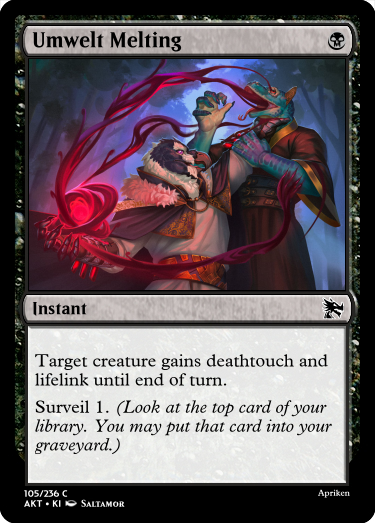 Umwelt Melting
Instant
Target creature gains deathtouch and
lifelink until end of turn.
Surveil 1. (Look at the top card of your
library. You may put that card into your
graveyard.)
105/236 C
AKT • KI Saltamor
Apriken